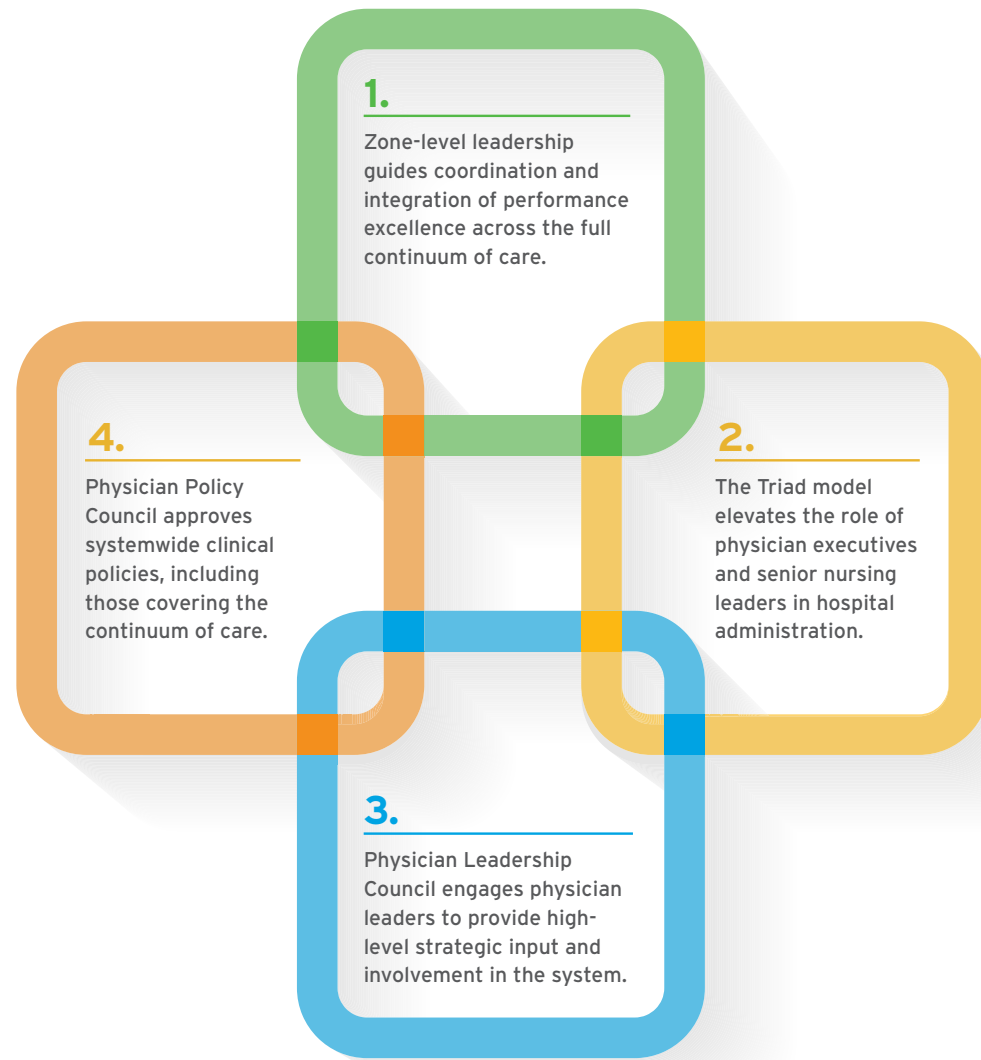 1.
Zone-level leadership
guides coordination and
integration of performance
excellence across the full
continuum of care.
2.
The Triad model
elevates the role of
physician executives
and senior nursing
leaders in hospital
administration.
3.
Physician Leadership
Council engages physician
leaders to provide high-
level strategic input and
involvement in the system.
4.
Physician Policy
Council approves
systemwide clinical
policies, including
those covering the
continuum of care.